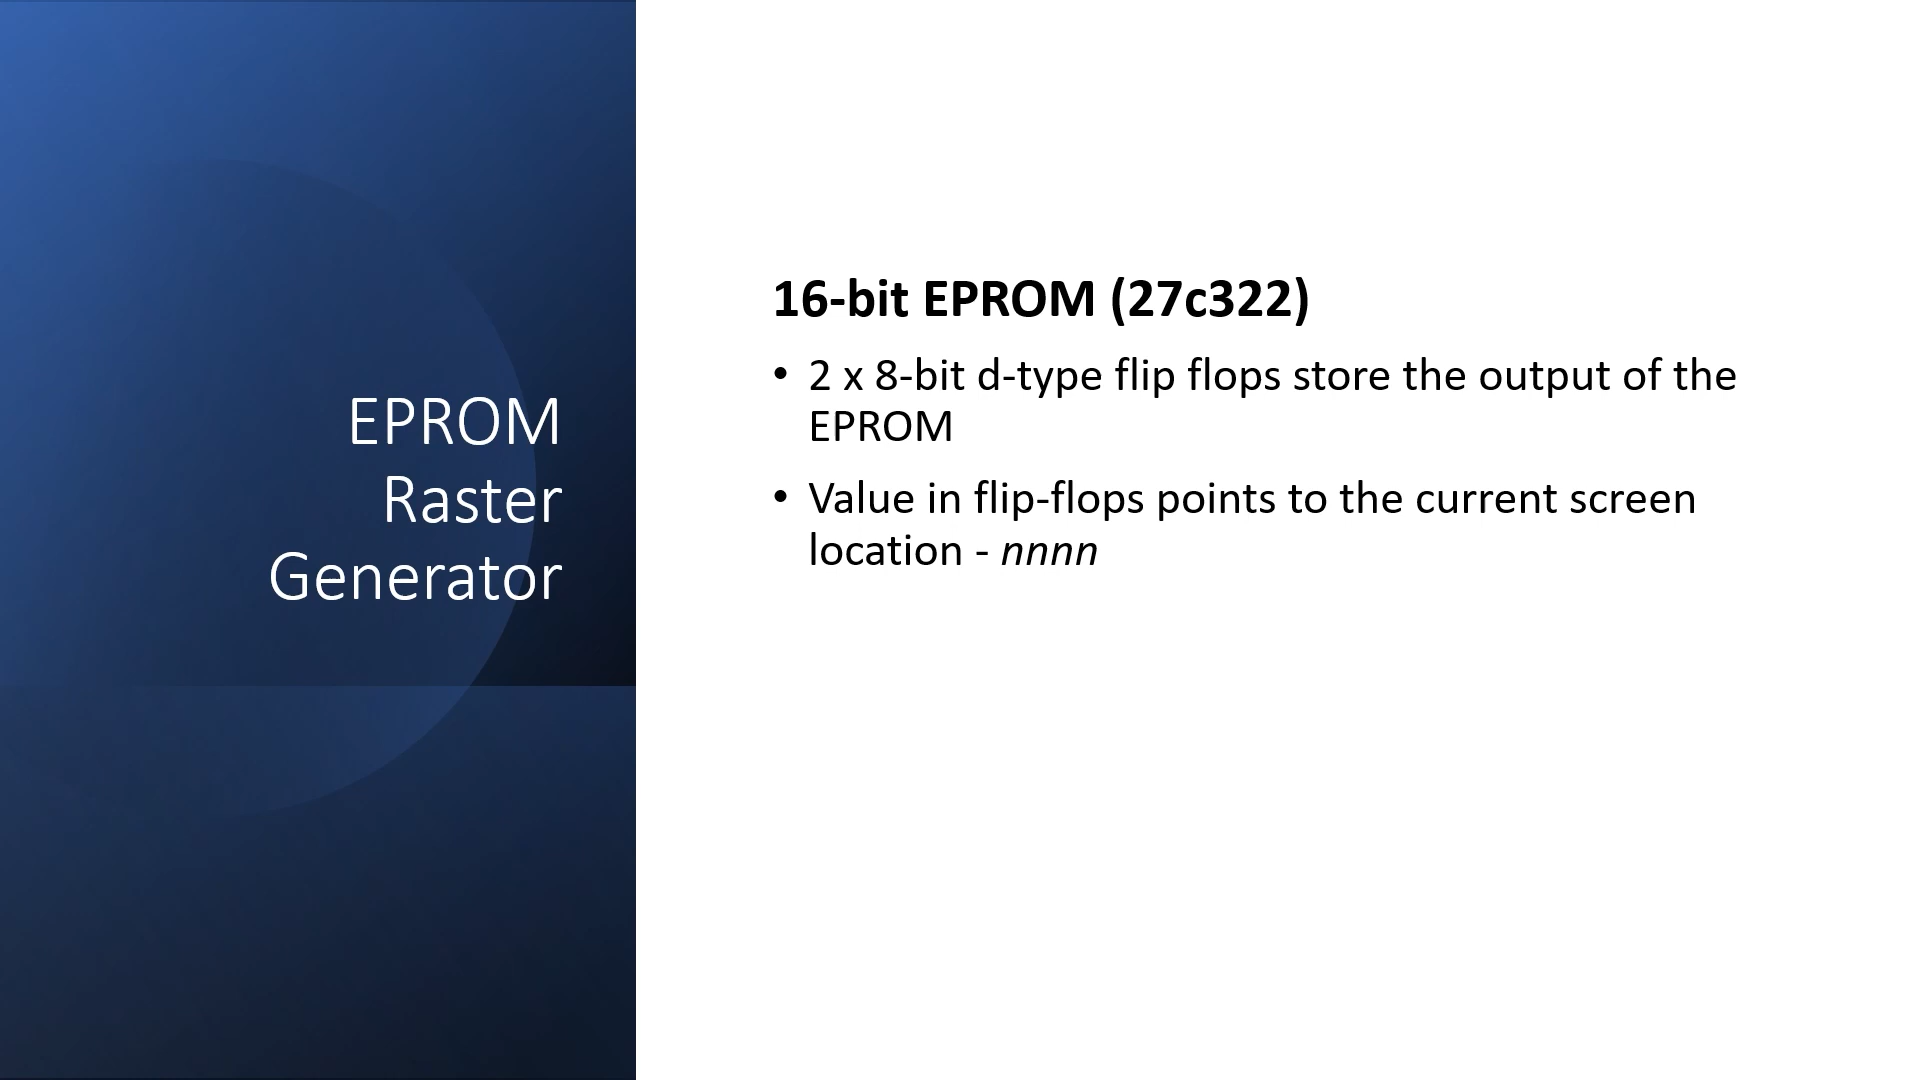 EPROM
Raster
Generator
16-bit EPROM (27c322)
• 2 x 8-bit d-type flip flops store the output of the
EPROM
• Value in flip-flops points to the current screen
location - nnnn